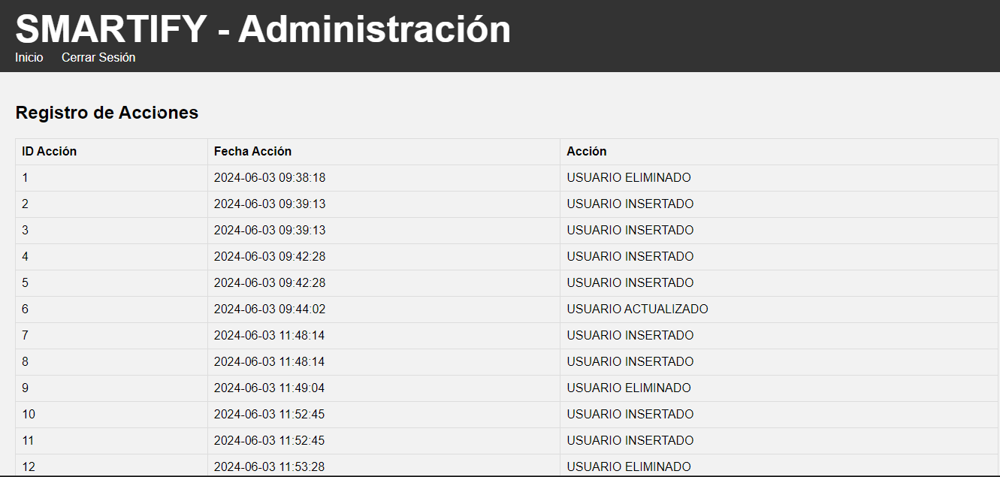 SMARTIFY - Administración
Inicio Cerrar Sesión
Registro de Acciones
ID Acción Fecha Acción Acción
1 2024-06-03 09:38:18 USUARIO ELIMINADO
2 2024-06-03 09:39:13 USUARIO INSERTADO
3 2024-06-03 09:39:13 USUARIO INSERTADO
4 2024-06-03 09:42:28 USUARIO INSERTADO
5 2024-06-03 09:42:28 USUARIO INSERTADO
6 2024-06-03 09:44:02 USUARIO ACTUALIZADO
7 2024-06-03 11:48:14 USUARIO INSERTADO
8 2024-06-03 11:48:14 USUARIO INSERTADO
9 2024-06-03 11:49:04 USUARIO ELIMINADO
10 2024-06-03 11:52:45 USUARIO INSERTADO
11 2024-06-03 11:52:45 USUARIO INSERTADO
12 2024-06-03 11:53:28 USUARIO ELIMINADO